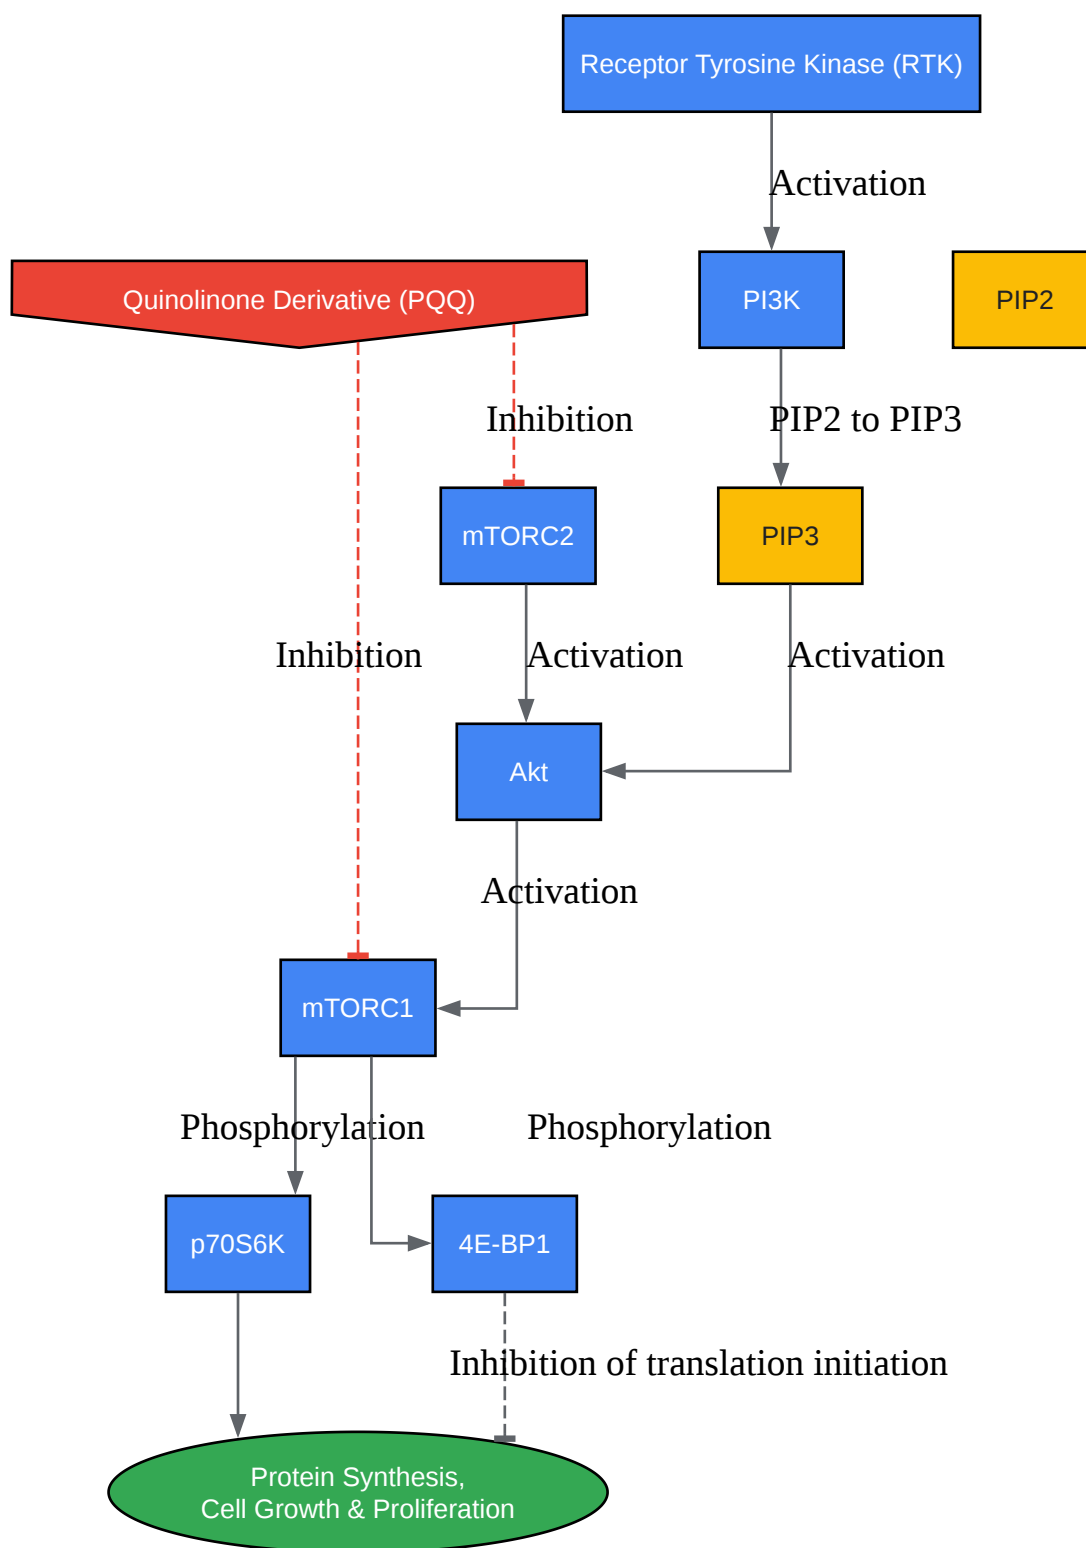 Receptor Tyrosine Kinase (RTK)
Activation
Quinolinone Derivative (PQQ)
PI3K
PIP2
Inhibition
PIP2 to PIP3
mTORC2
PIP3
Inhibition
Activation
Activation
Akt
Activation
mTORC1
Phosphorylation
Phosphorylation
p70S6K
4E-BP1
Inhibition of translation initiation
Protein Synthesis,
Cell Growth & Proliferation